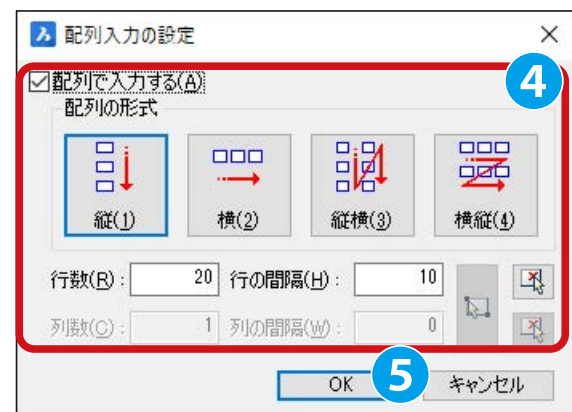 配列入力の設定
配列で入力する(A)
4
配列の形式
縦(1) 横(2) 縦横(3) 横縦(4)
行数(R): 20 行の間隔(H): 10
列数(C): 1 列の間隔(W): 0
OK 5 キャンセル